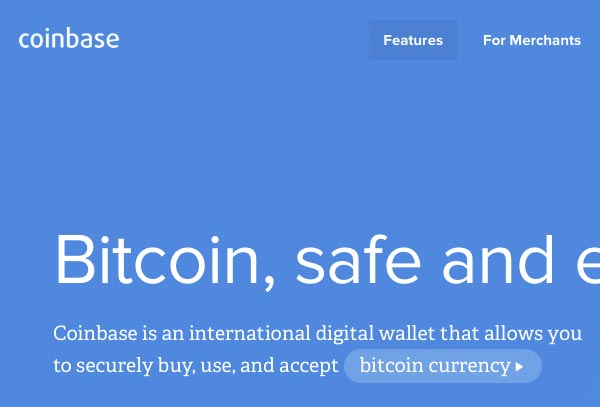 coinbase
Features
For Merchants
Bitcoin, safe and e
Coinbase is an international digital wallet that allows you
to securely buy, use, and accept bitcoin currency ▸